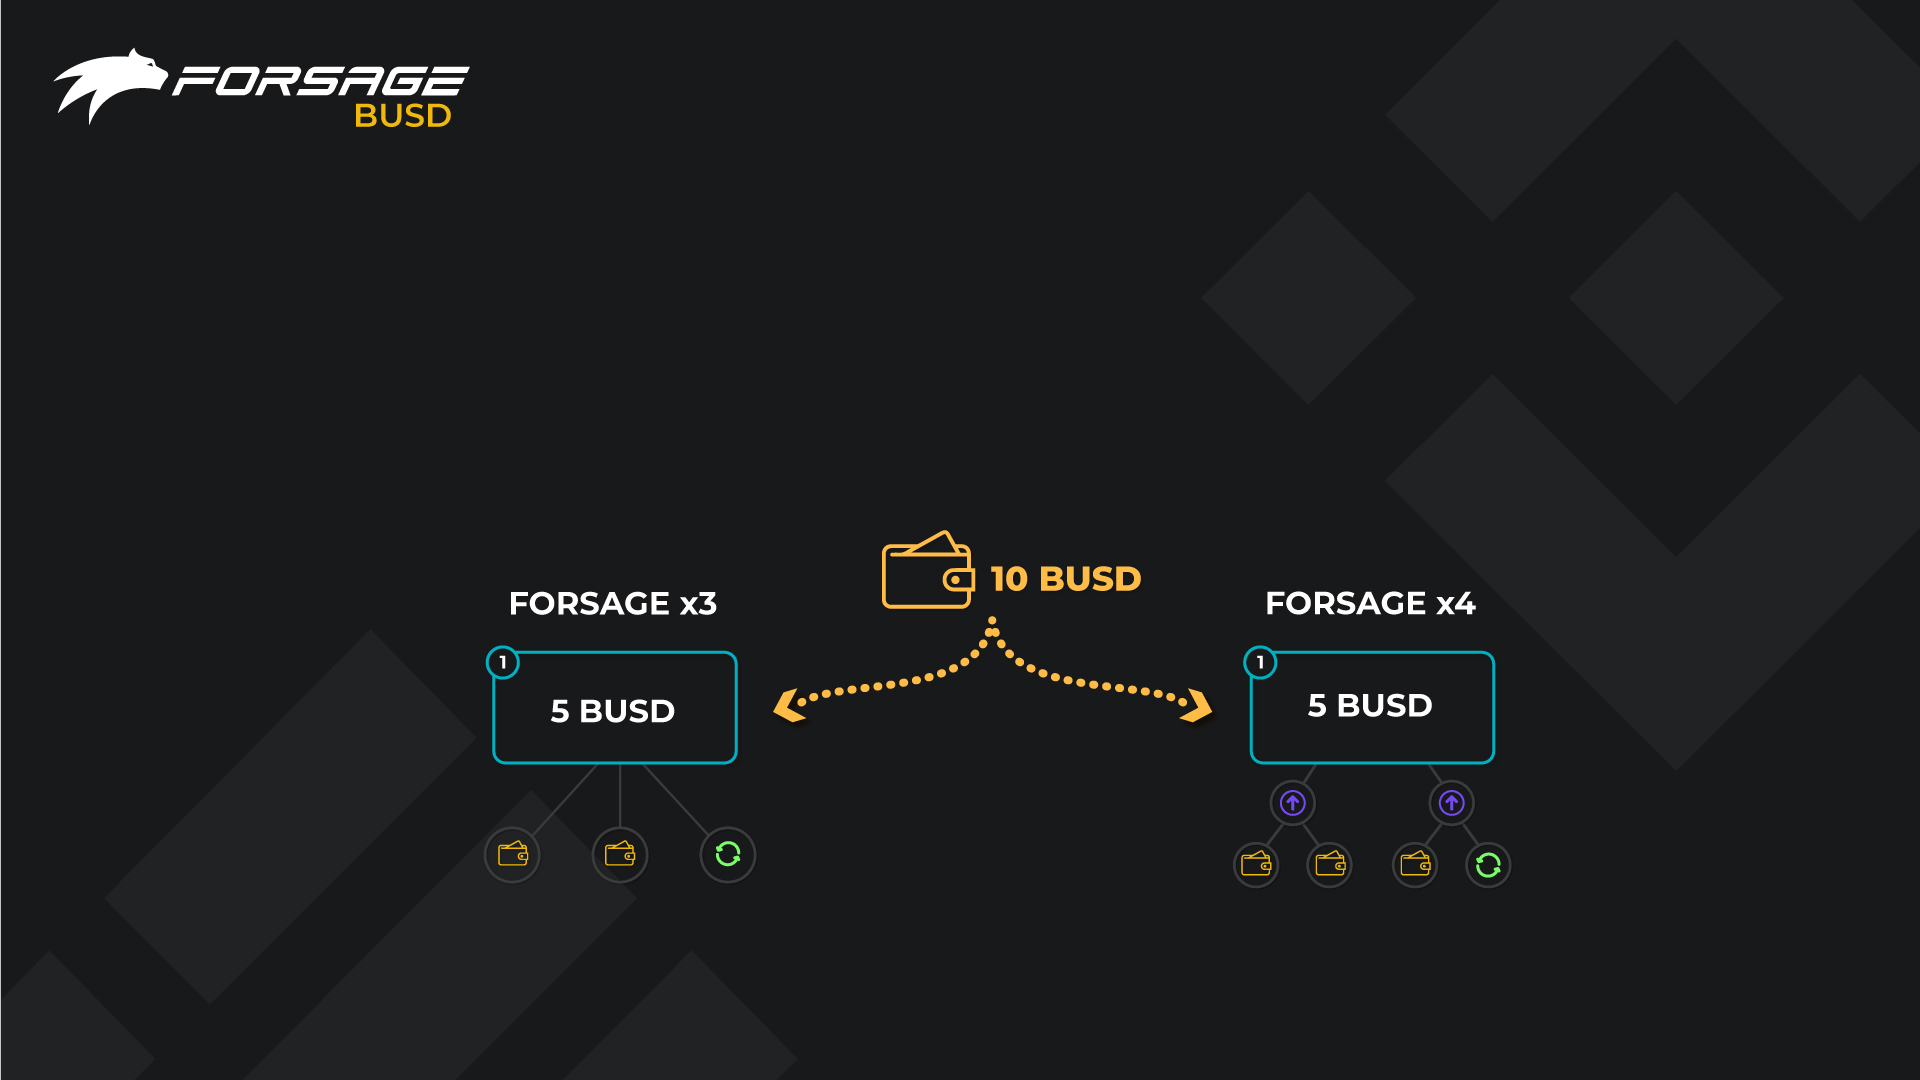 FORSAGE
BUSD
10 BUSD
FORSAGE x3
1
5 BUSD
FORSAGE x4
1
5 BUSD